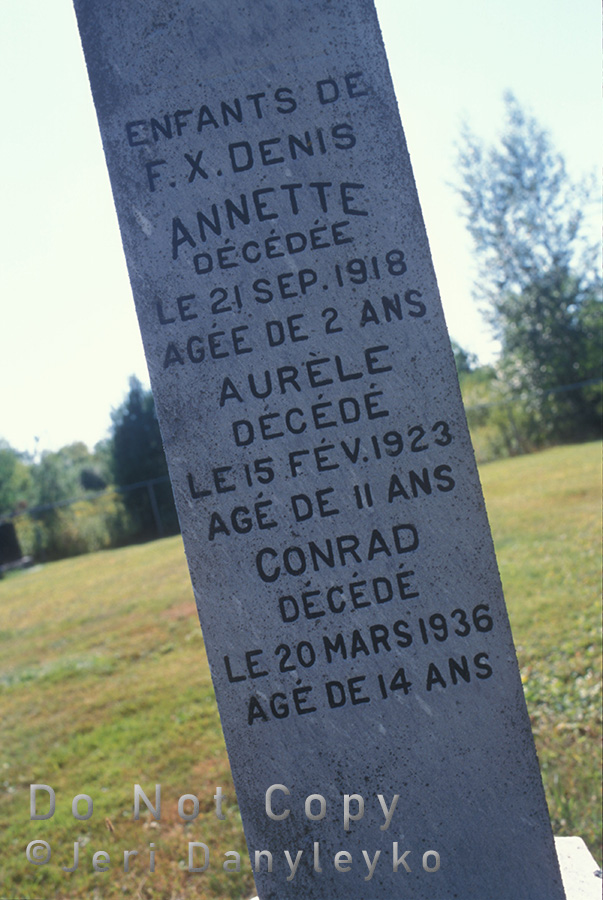 ENFANTS DE
F. X. DENIS
ANNETTE
DÉCÉDÉE
LE 21 SEP. 1918
AGÉE DE 2 ANS
AURÈLE
DÉCÉDÉ
LE 15 FÉV. 1923
AGÉ DE 11 ANS
CONRAD
DÉCÉDÉ
LE 20 MARS 1936
AGÉ DE 14 ANS
Do Not Copy
©Jeri Danyleyko